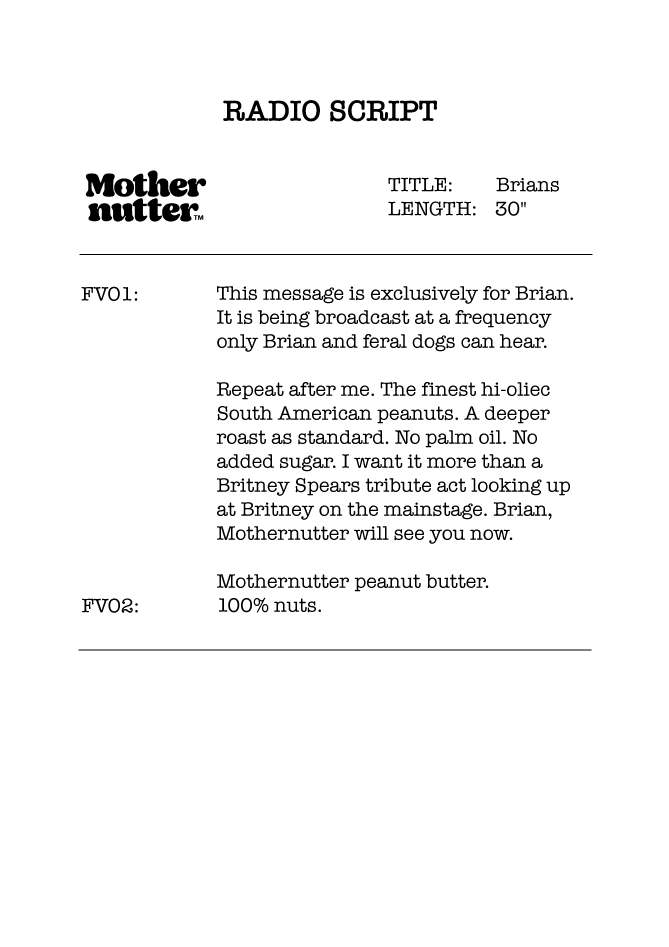 RADIO SCRIPT
Mother
nutter™
TITLE: Brians
LENGTH: 30"
FVO1: This message is exclusively for Brian.
It is being broadcast at a frequency
only Brian and feral dogs can hear.
Repeat after me. The finest hi-oliec
South American peanuts. A deeper
roast as standard. No palm oil. No
added sugar. I want it more than a
Britney Spears tribute act looking up
at Britney on the mainstage. Brian,
Mothernutter will see you now.
Mothernutter peanut butter.
FVO2: 100% nuts.